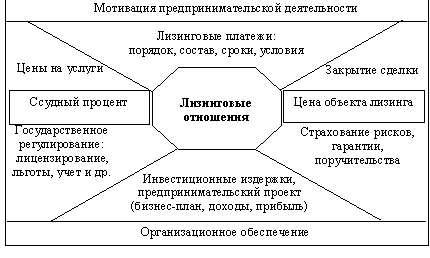 Мотивация предпринимательской деятельности
Лизинговые платежи:
порядок, состав, сроки, условия
Цены на услуги
Закрытие сделки
Ссудный процент
Лизинговые
отношения
Цена объекта лизинга
Государственное
регулирование:
лицензирование,
льготы, учет и др.
Страхование рисков,
гарантии,
поручительства
Инвестиционные издержки,
предпринимательский проект
(бизнес-план, доходы, прибыль)
Организационное обеспечение